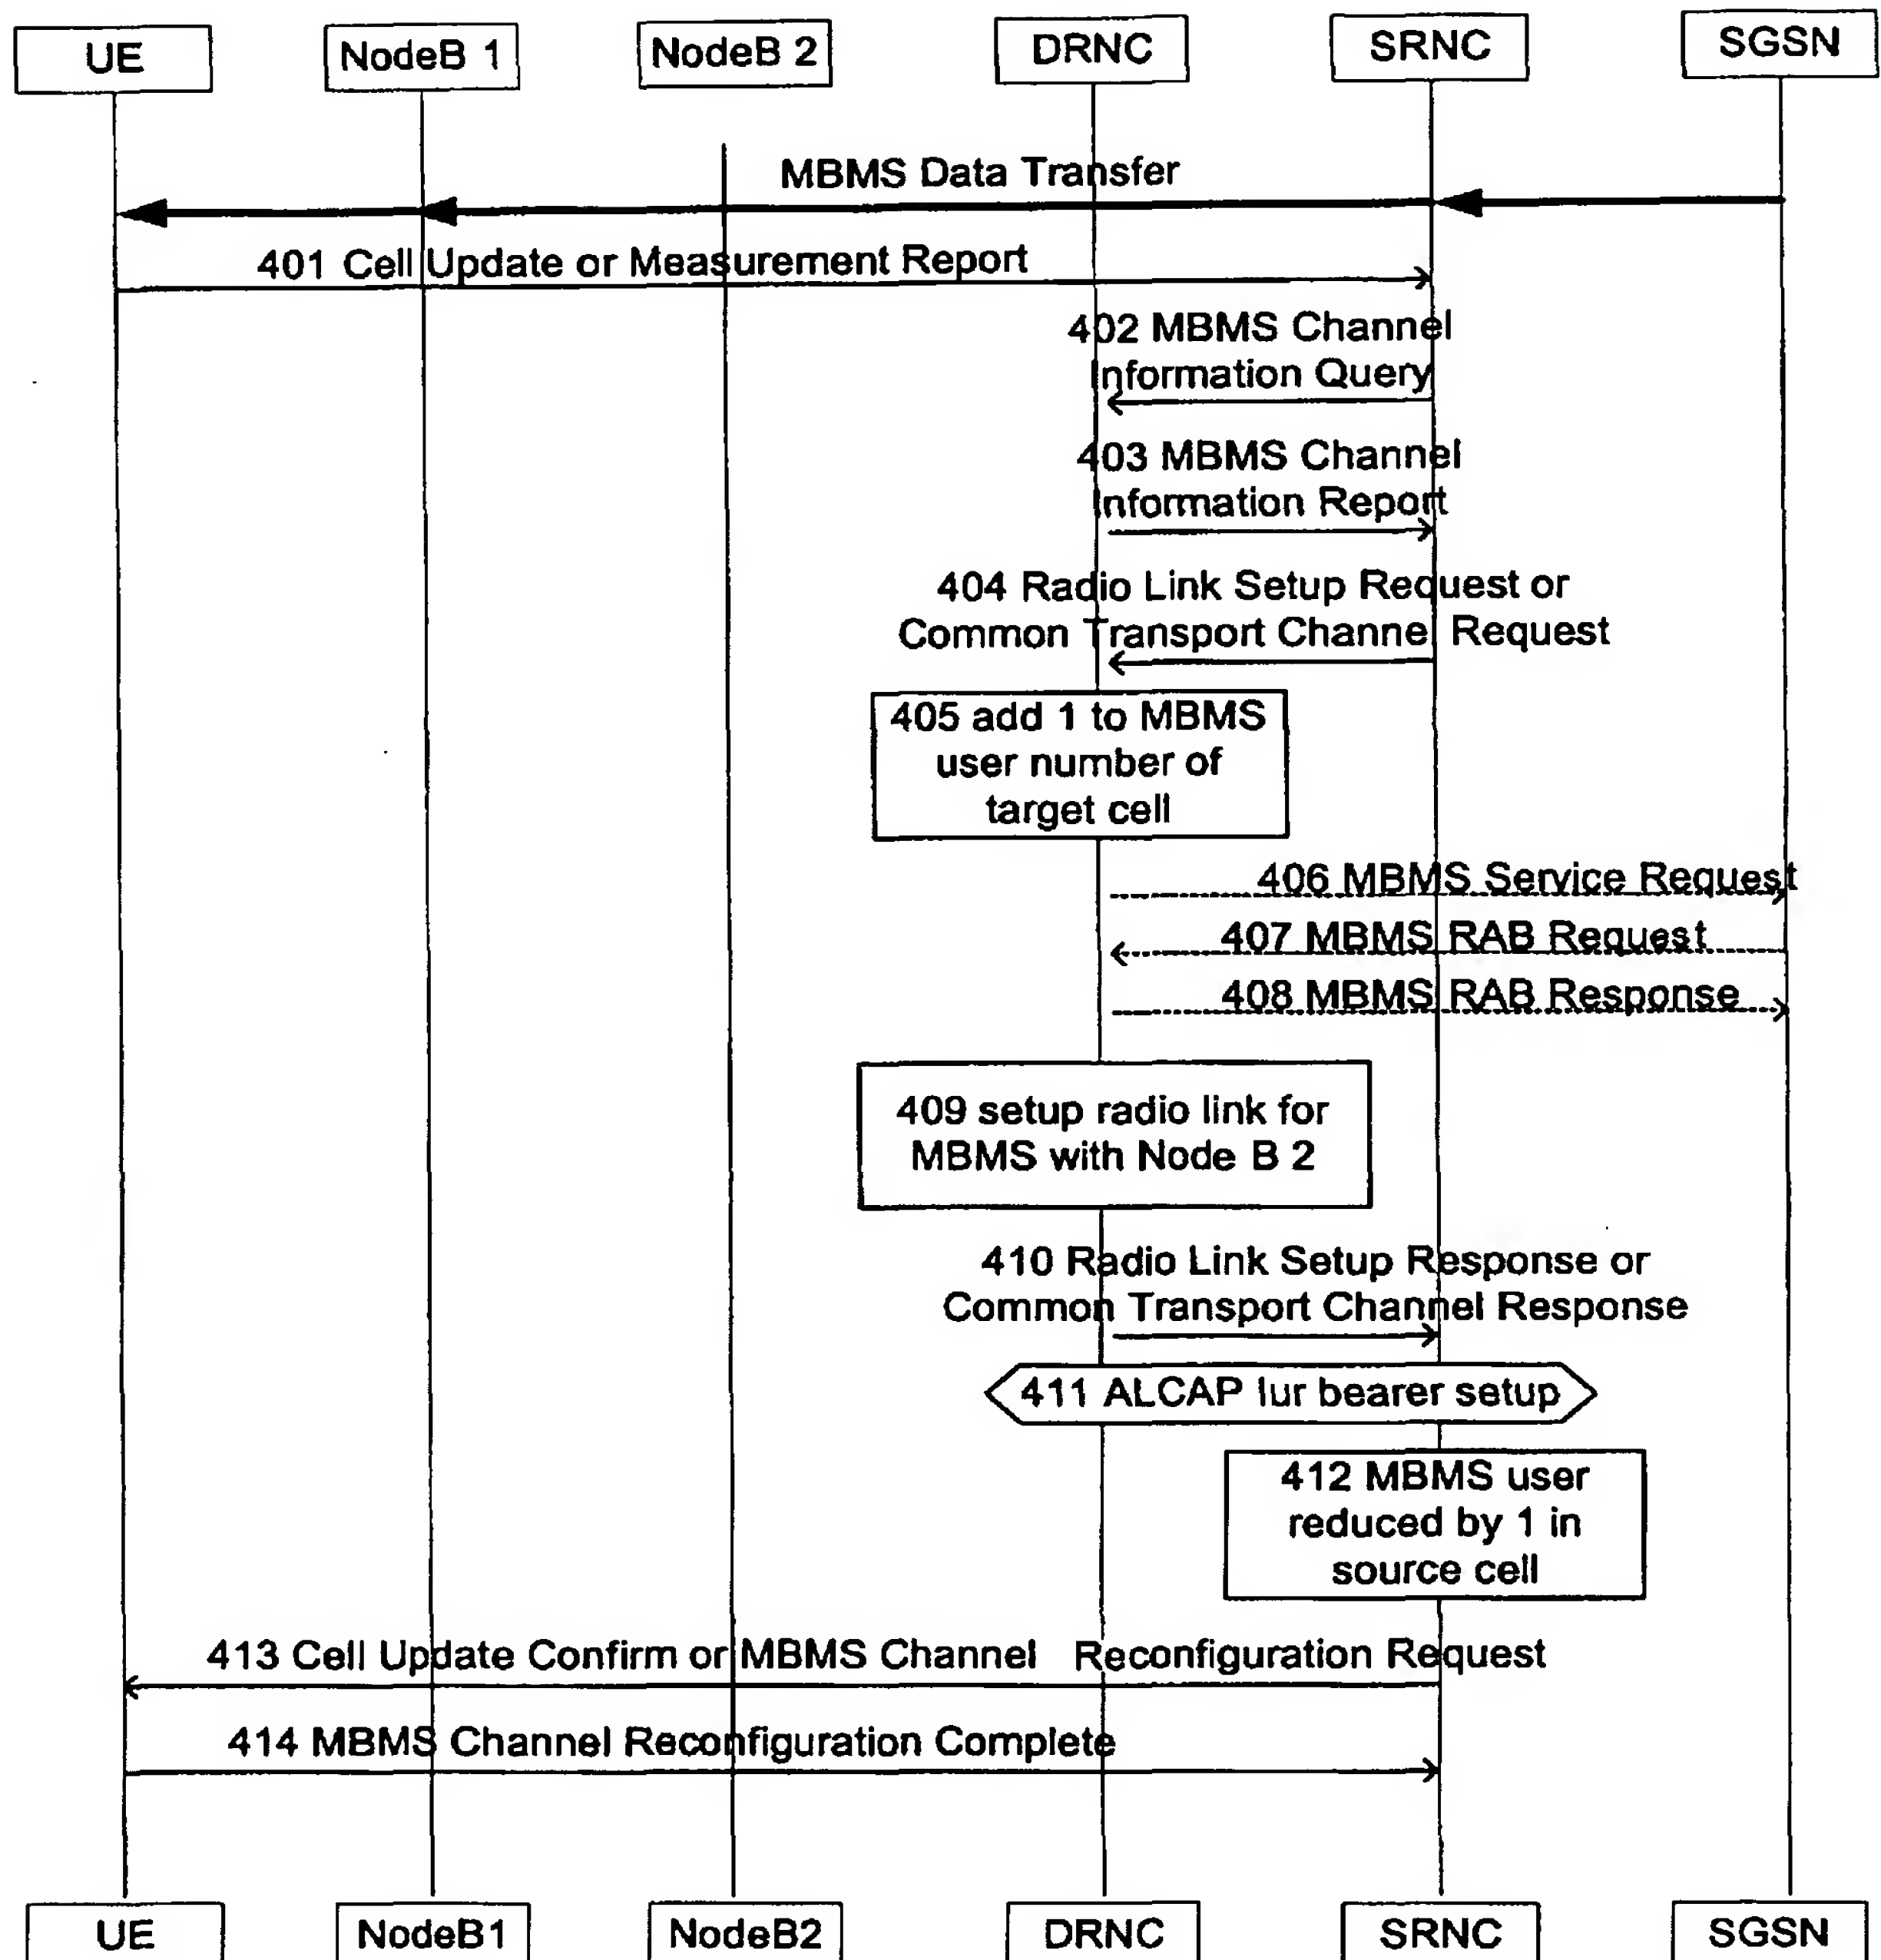 UE
NodeB 1
NodeB 2
DRNC
SRNC
SGSN
MBMS Data Transfer
401 Cell Update or Measurement Report
402 MBMS Channel
Information Query
403 MBMS Channel
Information Report
404 Radio Link Setup Request or
Common Transport Channel Request
405 add 1 to MBMS
user number of
target cell
406 MBMS Service Request
407 MBMS RAB Request
408 MBMS RAB Response
409 setup radio link for
MBMS with Node B 2
410 Radio Link Setup Response or
Common Transport Channel Response
411 ALCAP Iur bearer setup
412 MBMS user
reduced by 1 in
source cell
413 Cell Update Confirm or MBMS Channel Reconfiguration Request
414 MBMS Channel Reconfiguration Complete
UE
NodeB1
NodeB2
DRNC
SRNC
SGSN